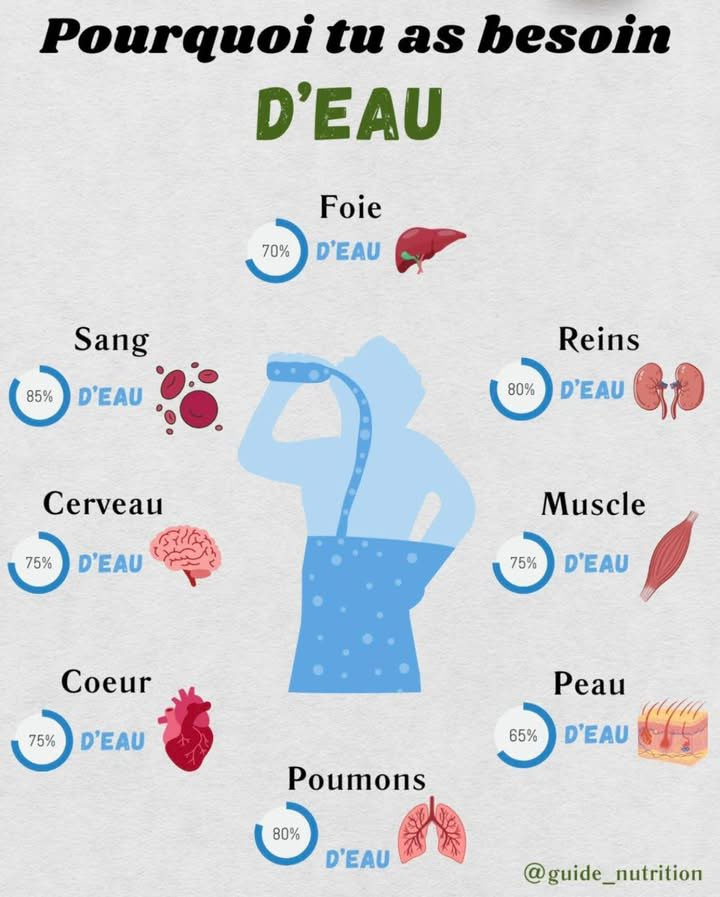 Pourquoi tu as besoin
D'EAU
Foie
70% D'EAU
Sang
85% D'EAU
Reins
80% D'EAU
Cerveau
75% D'EAU
Muscle
75% D'EAU
Coeur
75% D'EAU
Peau
65% D'EAU
Poumons
80% D'EAU
@guide_nutrition